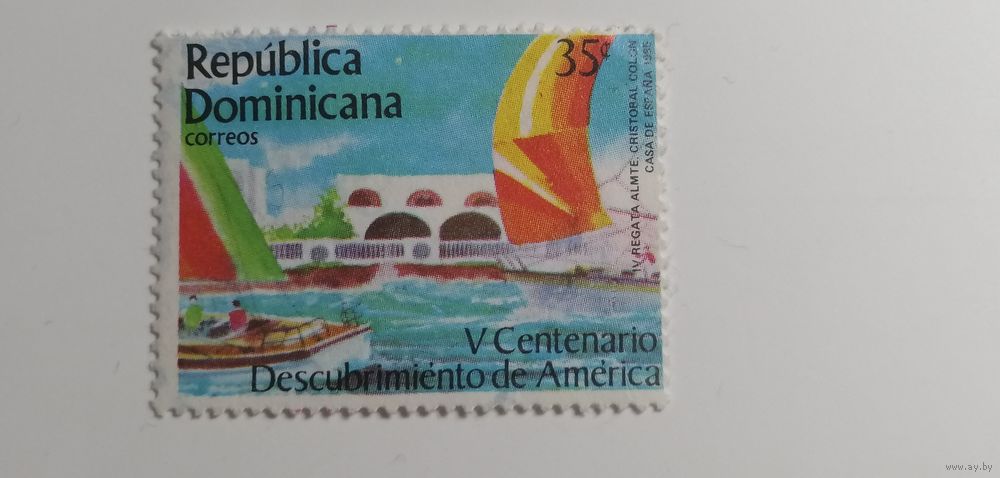 República
Dominicana
correos
35¢
IV REGATA ALMTE. CRISTOBAL COLON
CASA DE ESPAÑA 1985
V Centenario
Descubrimiento de América
www.ay.by